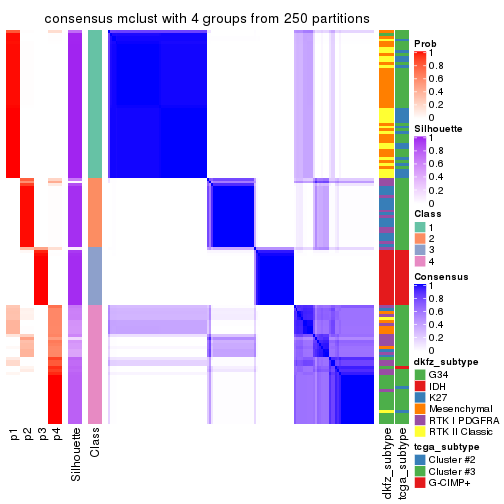 consensus mclust with 4 groups from 250 partitions
Prob
1
0.8
0.6
0.4
0.2
0
Silhouette
1
0.8
0.6
0.4
0.2
0
Class
1
2
3
4
Consensus
1
0.8
0.6
0.4
0.2
0
dkfz_subtype
G34
IDH
K27
Mesenchymal
RTK I PDGFRA
RTK II Classic
tcga_subtype
Cluster #2
Cluster #3
G-CIMP+
p1
p2
p3
p4
Silhouette
Class
dkfz_subtype
tcga_subtype